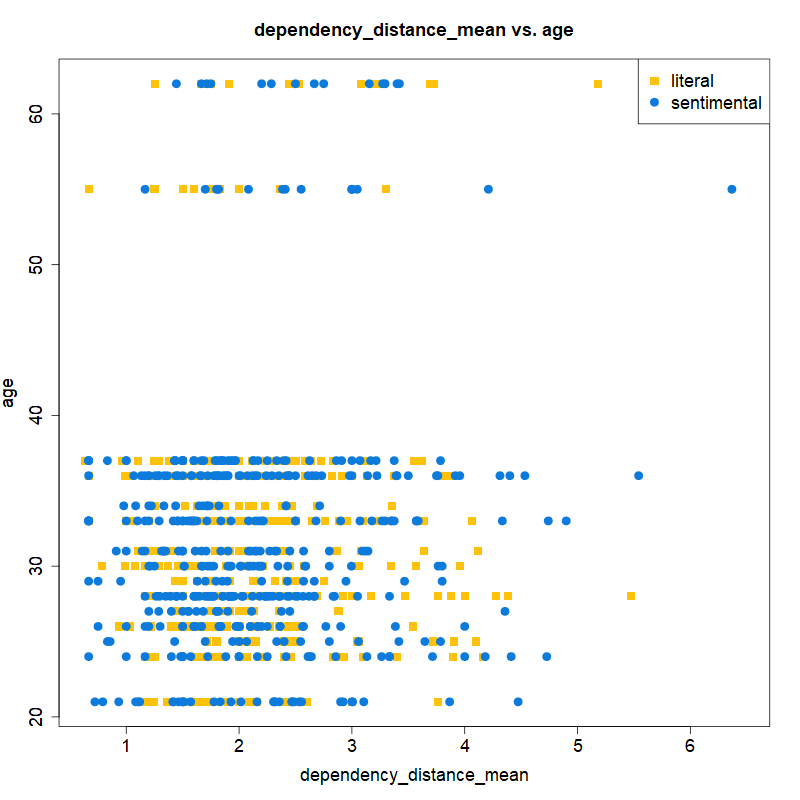 dependency_distance_mean vs. age
literal
sentimental
60
50
40
30
20
age
1 2 3 4 5 6
dependency_distance_mean